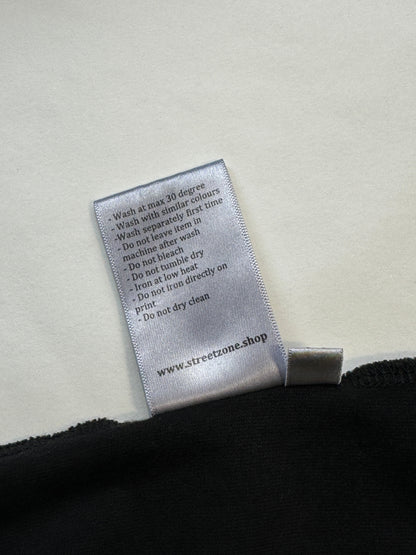 - Wash at max 30 degree
- Wash with similar colours
-Wash separately first time
- Do not leave item in
machine after wash
- Do not bleach
- Do not tumble dry
- Iron at low heat
- Do not iron directly on
print
- Do not dry clean
www.streetzone.shop